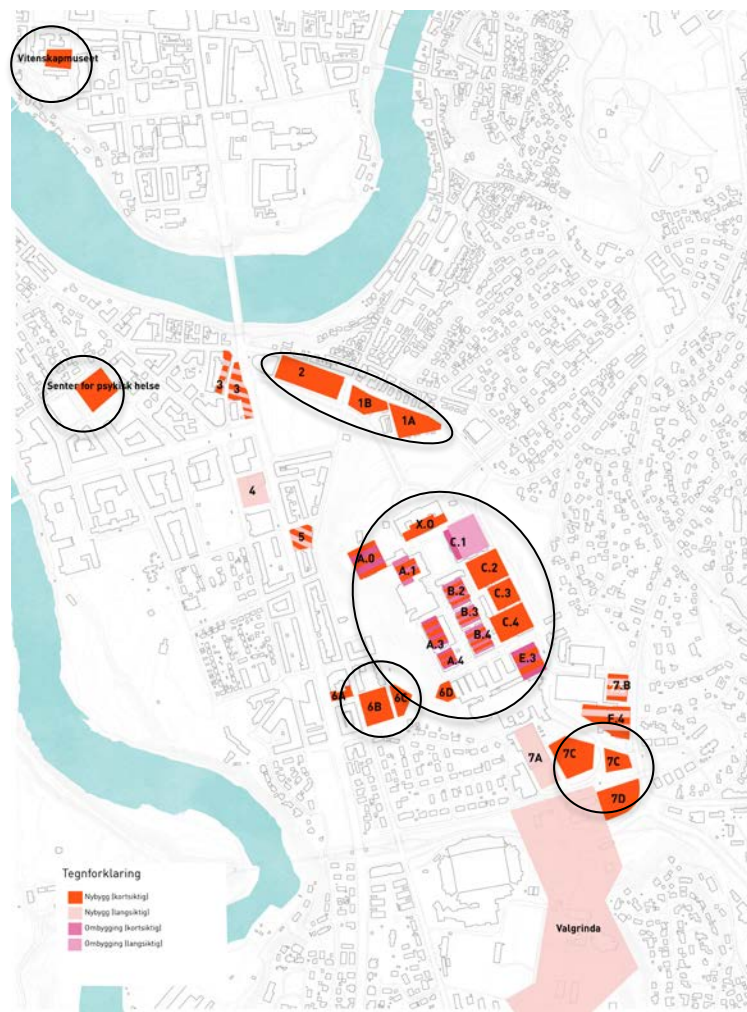 Vitenskapmuseet
2
Senter for psykisk helse
3
3
1B
1A
4
5
X.0
C.1
A.0
A.1
C.2
B.2
C.3
B.3
C.4
A.3
B.4
A.4
E.3
7.B
6A
6B
6C
6D
E.4
7A
7C
7C
7D
Tegnforklaring
Nybygg (kortsiktig)
Nybygg (langsiktig)
Ombygging (kortsiktig)
Ombygging (langsiktig)
Valgrinda